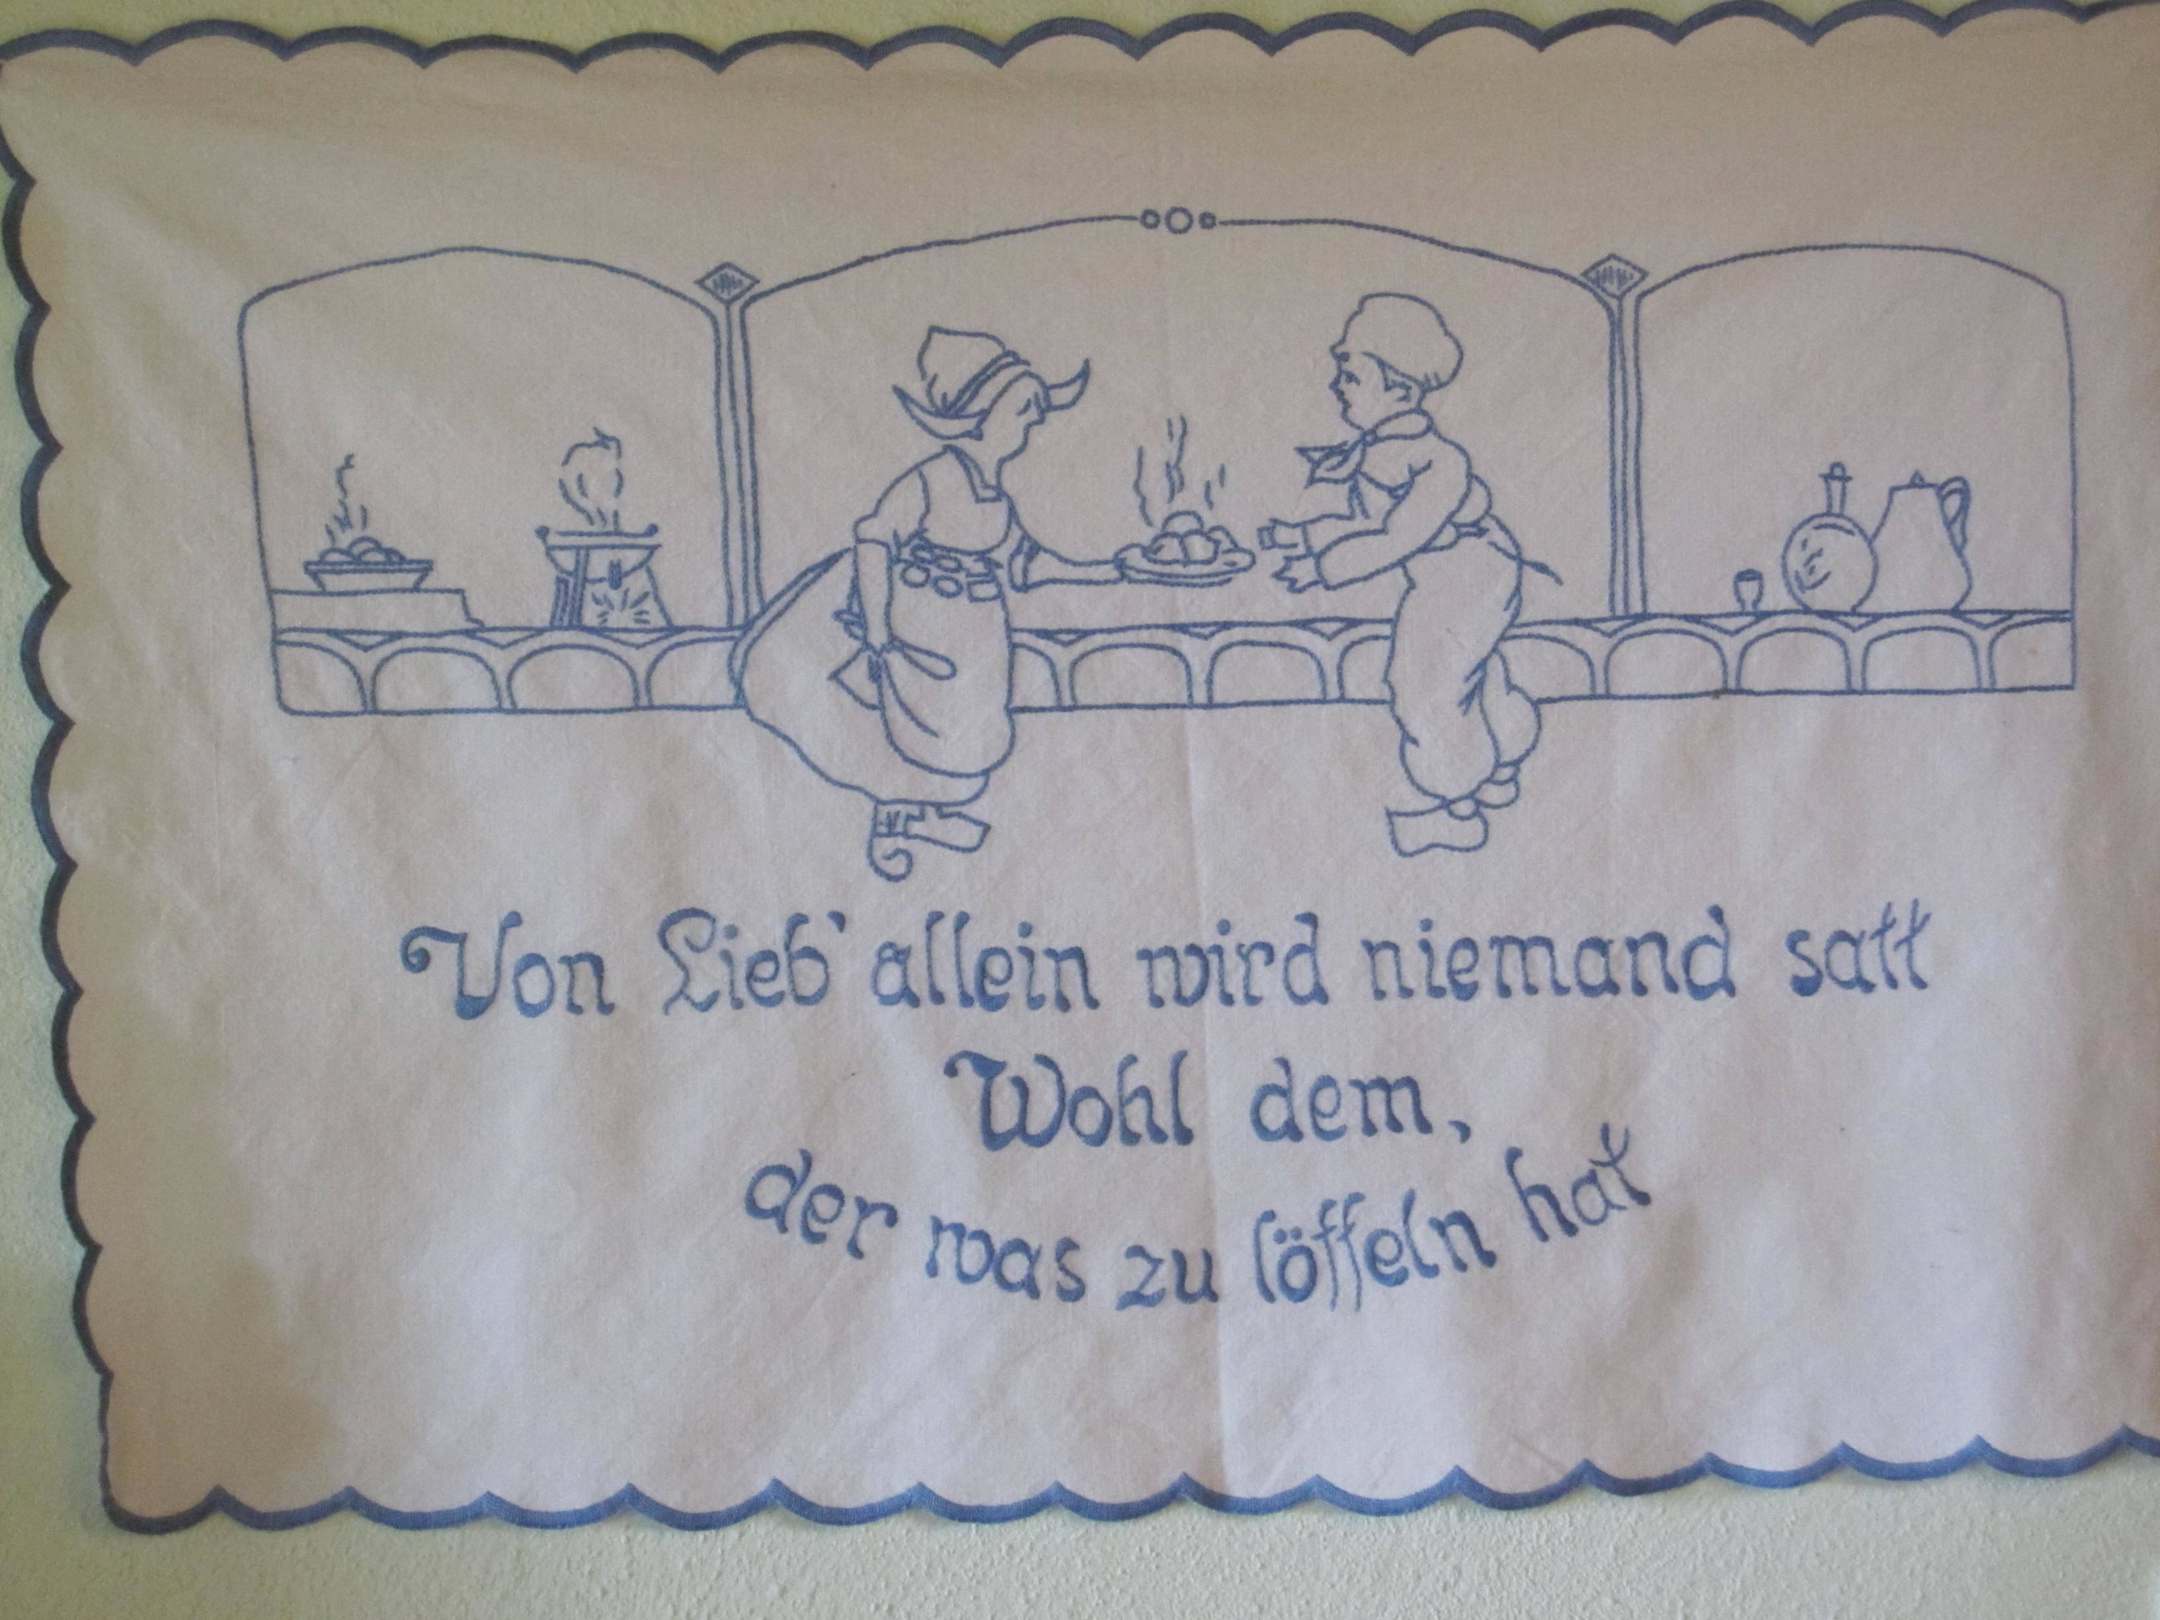 Von Lieb' allein wird niemand satt
Wohl dem,
der was zu löffeln hat